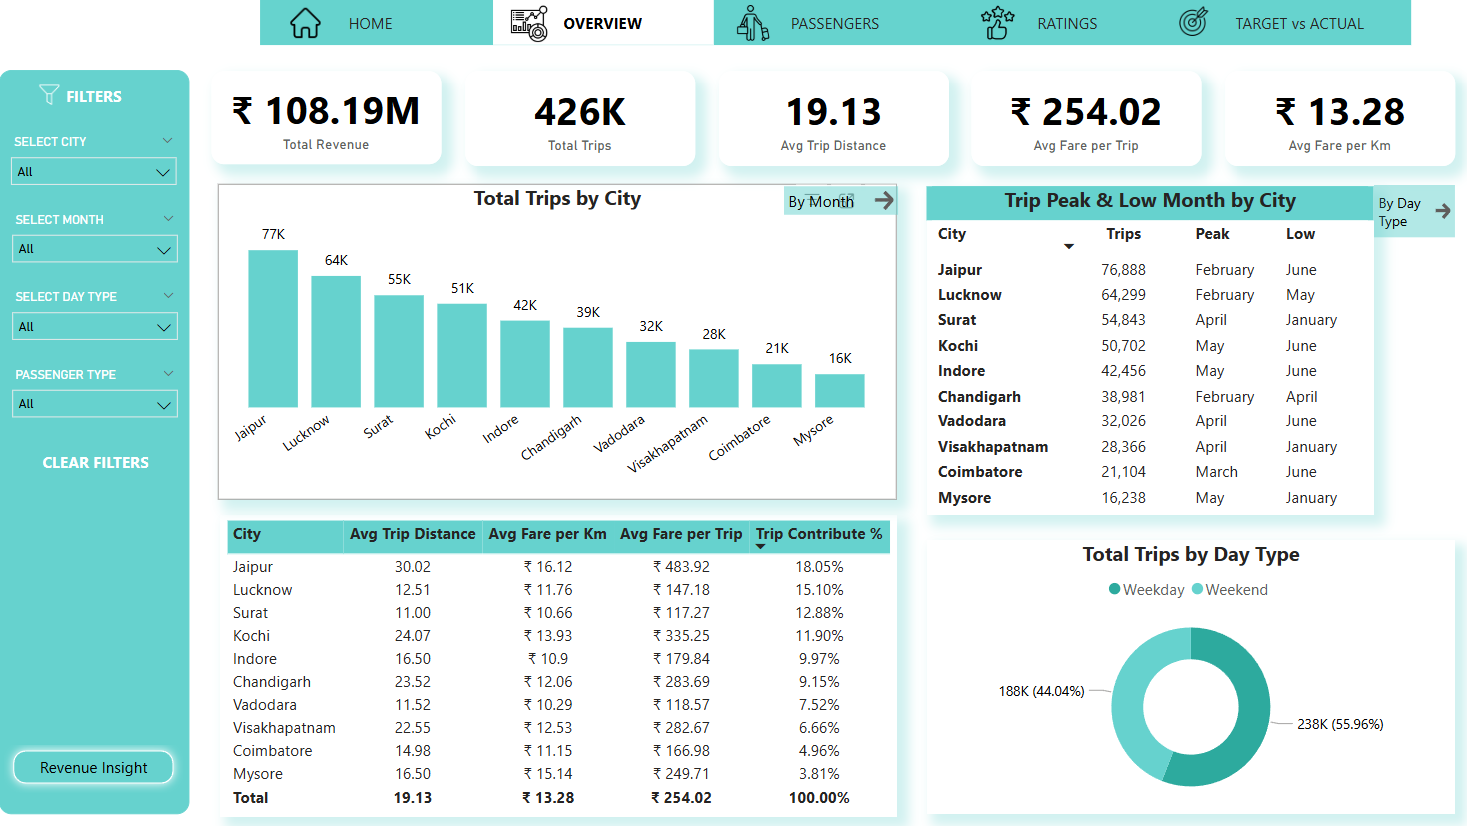 HOME OVERVIEW PASSENGERS RATINGS TARGET vs ACTUAL
FILTERS
SELECT CITY
All
SELECT MONTH
All
SELECT DAY TYPE
All
PASSENGER TYPE
All
CLEAR FILTERS
Revenue Insight
₹ 108.19M
Total Revenue
426K
Total Trips
19.13
Avg Trip Distance
₹ 254.02
Avg Fare per Trip
₹ 13.28
Avg Fare per Km
Total Trips by City
By Month
77K
64K
55K
51K
42K
39K
32K
28K
21K
16K
Jaipur
Lucknow
Surat
Kochi
Indore
Chandigarh
Vadodara
Visakhapatnam
Coimbatore
Mysore
Trip Peak & Low Month by City
By Day
Type
City Trips Peak Low
Jaipur 76,888 February June
Lucknow 64,299 February May
Surat 54,843 April January
Kochi 50,702 May June
Indore 42,456 May June
Chandigarh 38,981 February April
Vadodara 32,026 April June
Visakhapatnam 28,366 April January
Coimbatore 21,104 March June
Mysore 16,238 May January
City Avg Trip Distance Avg Fare per Km Avg Fare per Trip Trip Contribute %
Jaipur 30.02 ₹ 16.12 ₹ 483.92 18.05%
Lucknow 12.51 ₹ 11.76 ₹ 147.18 15.10%
Surat 11.00 ₹ 10.66 ₹ 117.27 12.88%
Kochi 24.07 ₹ 13.93 ₹ 335.25 11.90%
Indore 16.50 ₹ 10.9 ₹ 179.84 9.97%
Chandigarh 23.52 ₹ 12.06 ₹ 283.69 9.15%
Vadodara 11.52 ₹ 10.29 ₹ 118.57 7.52%
Visakhapatnam 22.55 ₹ 12.53 ₹ 282.67 6.66%
Coimbatore 14.98 ₹ 11.15 ₹ 166.98 4.96%
Mysore 16.50 ₹ 15.14 ₹ 249.71 3.81%
Total 19.13 ₹ 13.28 ₹ 254.02 100.00%
Total Trips by Day Type
Weekday Weekend
188K (44.04%)
238K (55.96%)